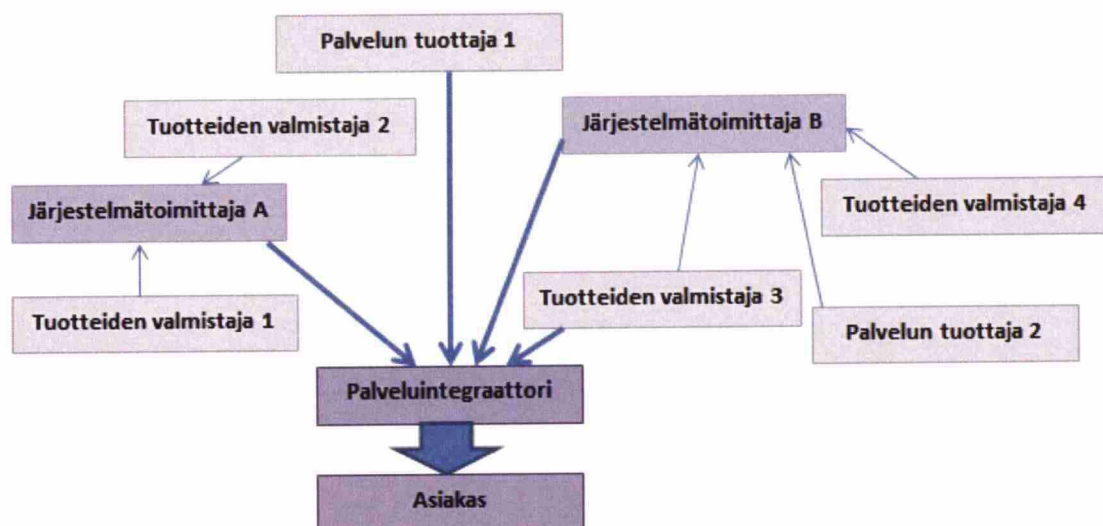 Palvelun tuottaja 1
Tuotteiden valmistaja 2
Järjestelmätoimittaja B
Järjestelmätoimittaja A
Tuotteiden valmistaja 4
Tuotteiden valmistaja 3
Tuotteiden valmistaja 1
Palvelun tuottaja 2
Palveluintegraattori
Asiakas